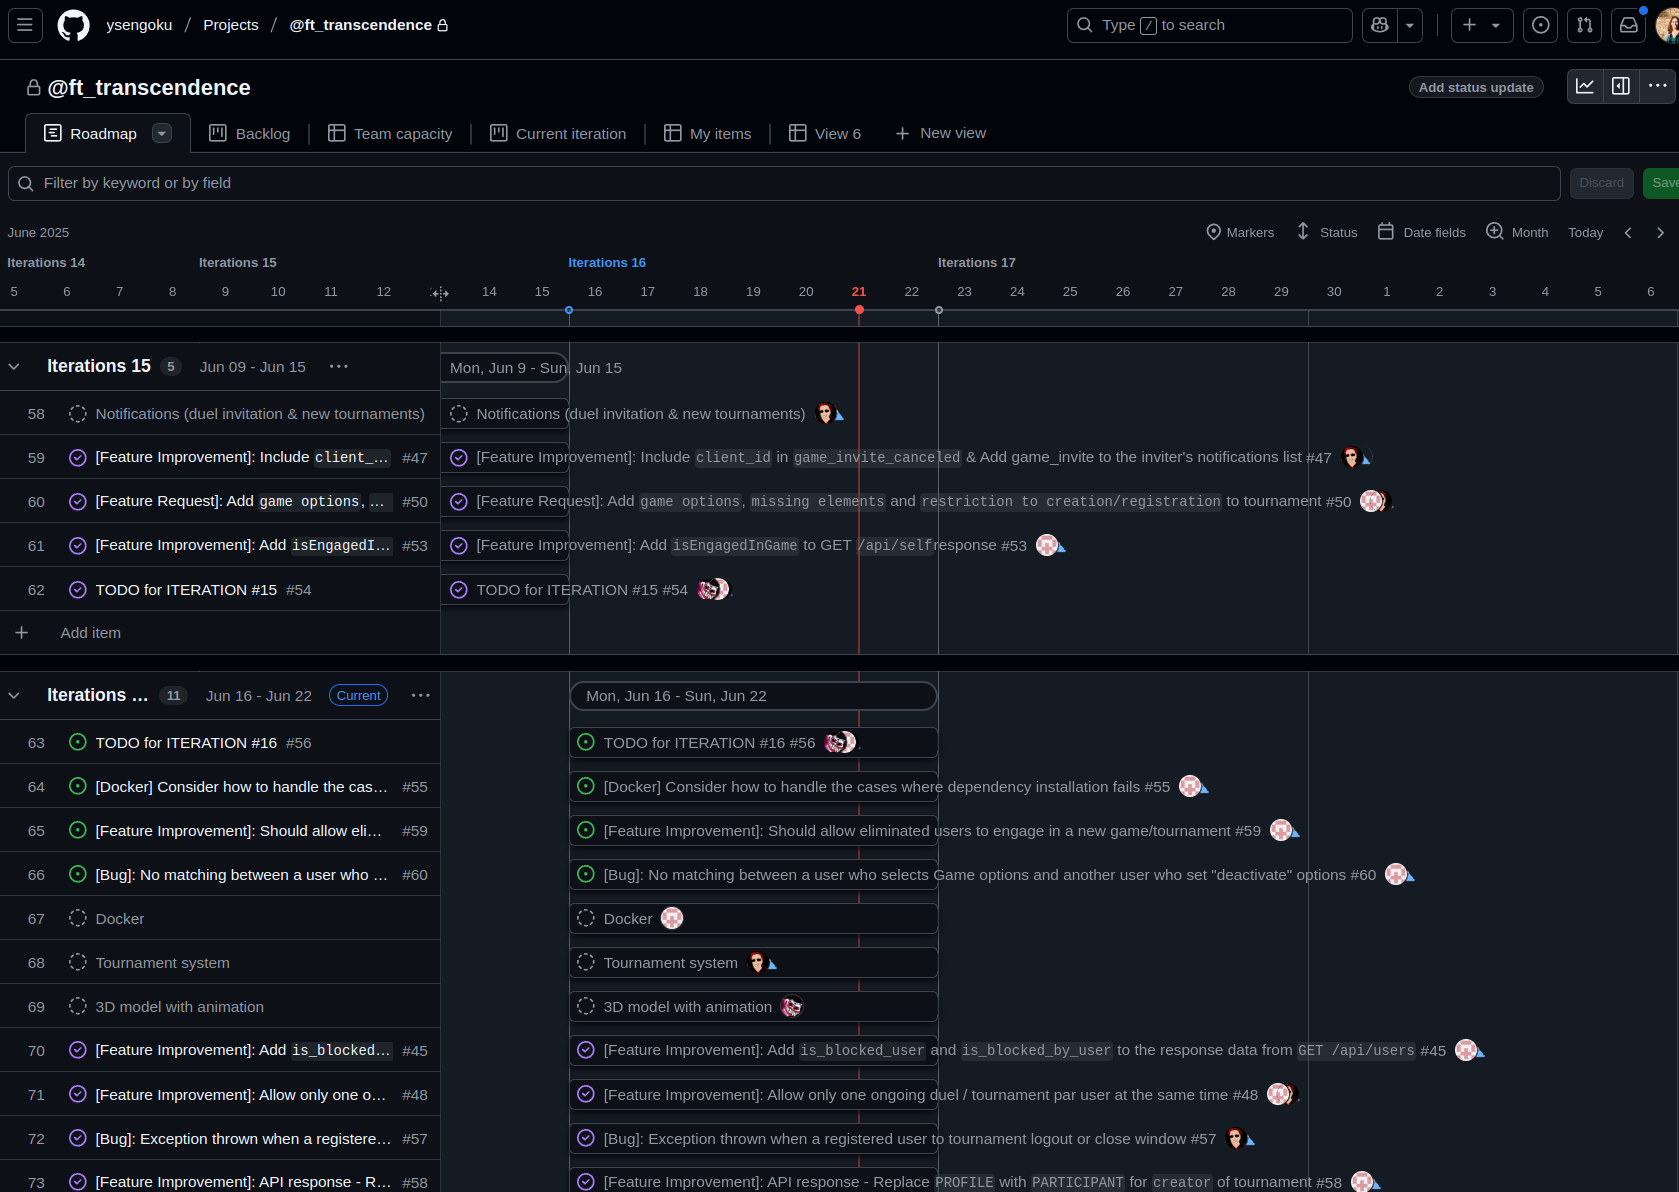 ysengoku / Projects / @ft_transcendence
Type / to search
@ft_transcendence
Add status update
Roadmap
Backlog
Team capacity
Current iteration
My items
View 6
New view
Filter by keyword or by field
Discard
Save
June 2025
Markers
Status
Date fields
Month
Today
Iterations 14
Iterations 15
Iterations 16
Iterations 17
5 6 7 8 9 10 11 12 14 15 16 17 18 19 20 21 22 23 24 25 26 27 28 29 30 1 2 3 4 5 6
Iterations 15 5 Jun 09 - Jun 15 ···
Mon, Jun 9 - Sun, Jun 15
58 Notifications (duel invitation & new tournaments)
Notifications (duel invitation & new tournaments)
59 [Feature Improvement]: Include client_… #47
[Feature Improvement]: Include client_id in game_invite_canceled & Add game_invite to the inviter's notifications list #47
60 [Feature Request]: Add game options, … #50
[Feature Request]: Add game options, missing elements and restriction to creation/registration to tournament #50
61 [Feature Improvement]: Add isEngagedI… #53
[Feature Improvement]: Add isEngagedInGame to GET /api/self response #53
62 TODO for ITERATION #15 #54
TODO for ITERATION #15 #54
Add item
Iterations … 11 Jun 16 - Jun 22 Current ···
Mon, Jun 16 - Sun, Jun 22
63 TODO for ITERATION #16 #56
TODO for ITERATION #16 #56
64 [Docker] Consider how to handle the cas… #55
[Docker] Consider how to handle the cases where dependency installation fails #55
65 [Feature Improvement]: Should allow eli… #59
[Feature Improvement]: Should allow eliminated users to engage in a new game/tournament #59
66 [Bug]: No matching between a user who … #60
[Bug]: No matching between a user who selects Game options and another user who set "deactivate" options #60
67 Docker
Docker
68 Tournament system
Tournament system
69 3D model with animation
3D model with animation
70 [Feature Improvement]: Add is_blocked… #45
[Feature Improvement]: Add is_blocked_user and is_blocked_by_user to the response data from GET /api/users #45
71 [Feature Improvement]: Allow only one o… #48
[Feature Improvement]: Allow only one ongoing duel / tournament par user at the same time #48
72 [Bug]: Exception thrown when a registere… #57
[Bug]: Exception thrown when a registered user to tournament logout or close window #57
73 [Feature Improvement]: API response - R… #58
[Feature Improvement]: API response - Replace PROFILE with PARTICIPANT for creator of tournament #58